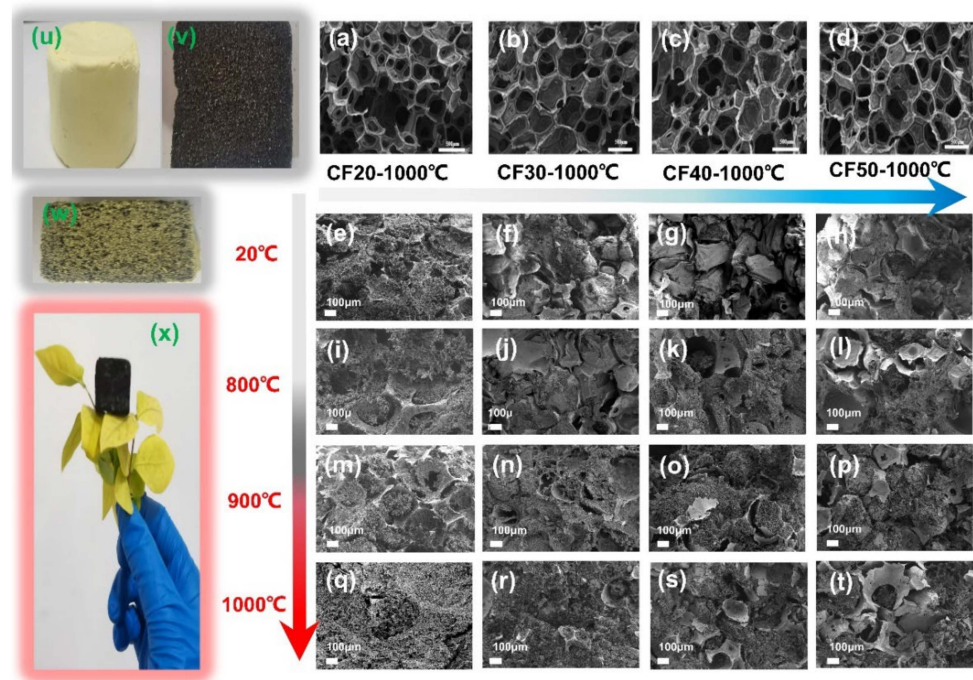 (u) (v) (a) (b) (c) (d)
CF20-1000℃ CF30-1000℃ CF40-1000℃ CF50-1000℃
(w)
20℃
(e) (f) (g) (h)
100μm 100μm 100μm 100μm
(x)
800℃
(i) (j) (k) (l)
100μ 100μ 100μm 100μm
900℃
(m) (n) (o) (p)
100μm 100μm 100μm 100μm
1000℃
(q) (r) (s) (t)
100μm 100μm 100μm 100μm